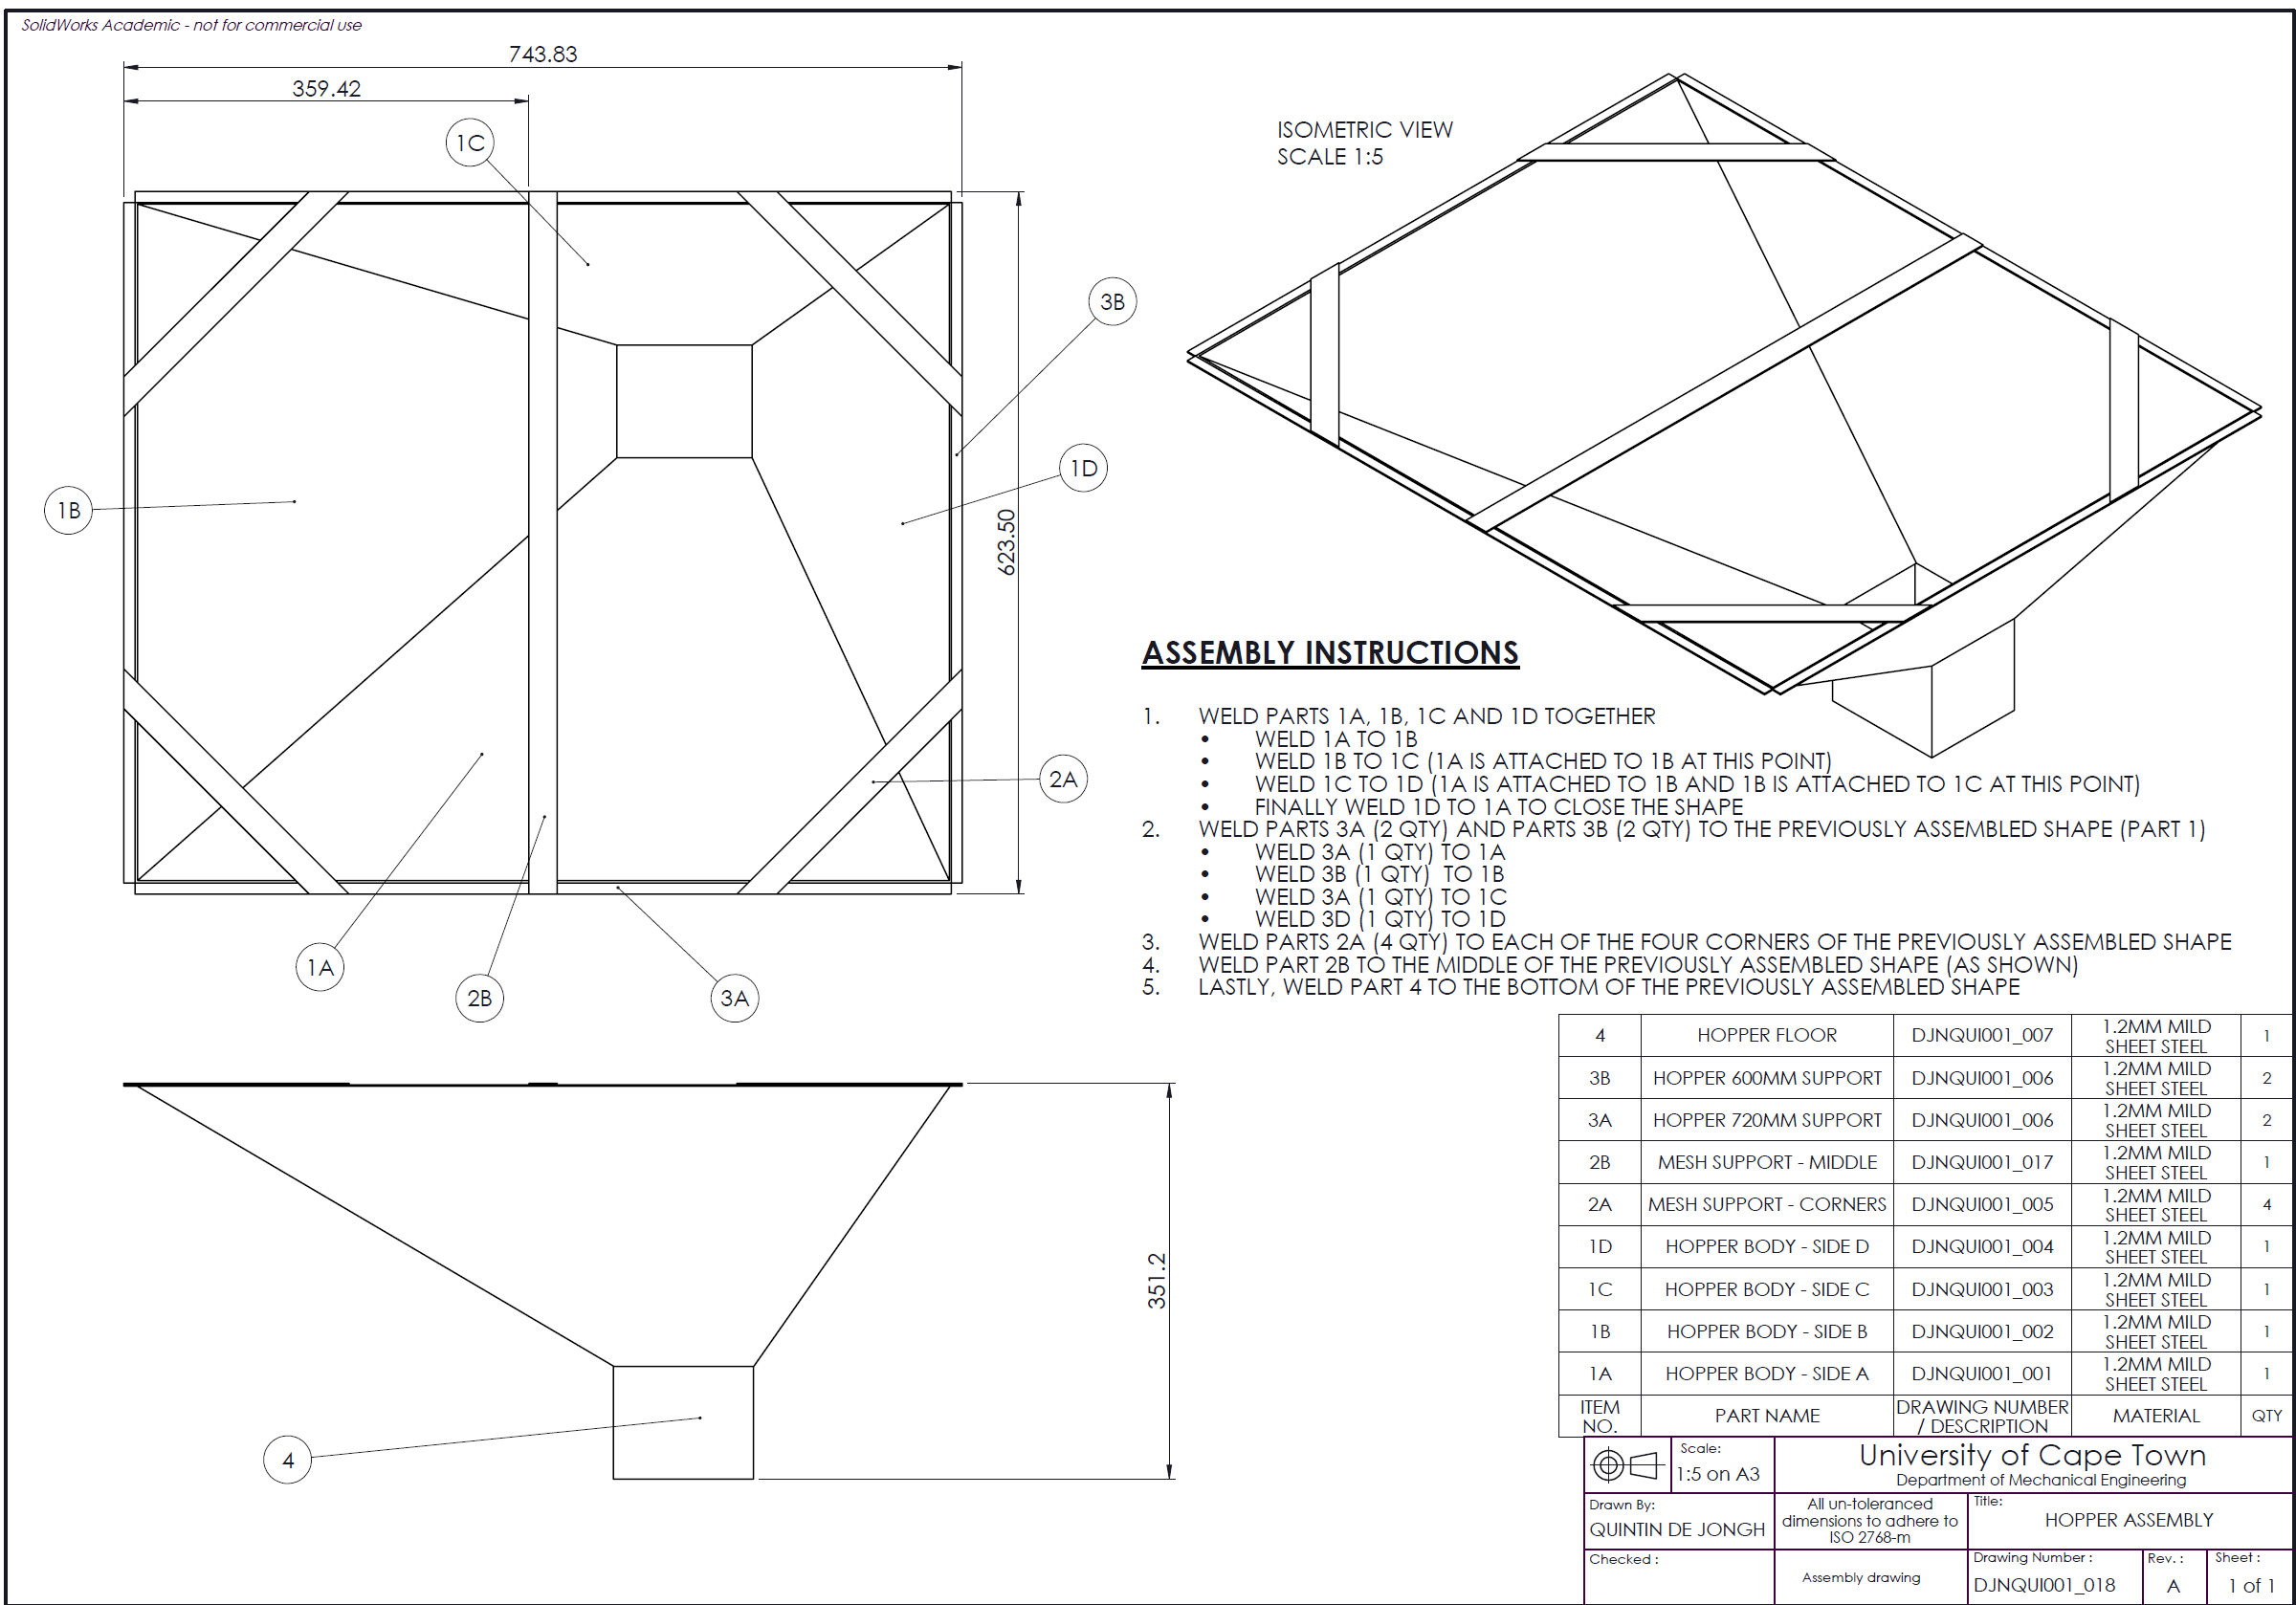 SolidWorks Academic - not for commercial use
743.83
359.42
1C
3B
1D
1B
623.50
2A
1A
2B
3A
ISOMETRIC VIEW
SCALE 1:5
ASSEMBLY INSTRUCTIONS
1. WELD PARTS 1A, 1B, 1C AND 1D TOGETHER
• WELD 1A TO 1B
• WELD 1B TO 1C (1A IS ATTACHED TO 1B AT THIS POINT)
• WELD 1C TO 1D (1A IS ATTACHED TO 1B AND 1B IS ATTACHED TO 1C AT THIS POINT)
• FINALLY WELD 1D TO 1A TO CLOSE THE SHAPE
2. WELD PARTS 3A (2 QTY) AND PARTS 3B (2 QTY) TO THE PREVIOUSLY ASSEMBLED SHAPE (PART 1)
• WELD 3A (1 QTY) TO 1A
• WELD 3B (1 QTY) TO 1B
• WELD 3A (1 QTY) TO 1C
• WELD 3D (1 QTY) TO 1D
3. WELD PARTS 2A (4 QTY) TO EACH OF THE FOUR CORNERS OF THE PREVIOUSLY ASSEMBLED SHAPE
4. WELD PART 2B TO THE MIDDLE OF THE PREVIOUSLY ASSEMBLED SHAPE (AS SHOWN)
5. LASTLY, WELD PART 4 TO THE BOTTOM OF THE PREVIOUSLY ASSEMBLED SHAPE
351.2
4
4 HOPPER FLOOR DJNQUI001_007 1.2MM MILD SHEET STEEL 1
3B HOPPER 600MM SUPPORT DJNQUI001_006 1.2MM MILD SHEET STEEL 2
3A HOPPER 720MM SUPPORT DJNQUI001_006 1.2MM MILD SHEET STEEL 2
2B MESH SUPPORT - MIDDLE DJNQUI001_017 1.2MM MILD SHEET STEEL 1
2A MESH SUPPORT - CORNERS DJNQUI001_005 1.2MM MILD SHEET STEEL 4
1D HOPPER BODY - SIDE D DJNQUI001_004 1.2MM MILD SHEET STEEL 1
1C HOPPER BODY - SIDE C DJNQUI001_003 1.2MM MILD SHEET STEEL 1
1B HOPPER BODY - SIDE B DJNQUI001_002 1.2MM MILD SHEET STEEL 1
1A HOPPER BODY - SIDE A DJNQUI001_001 1.2MM MILD SHEET STEEL 1
ITEM NO. PART NAME DRAWING NUMBER / DESCRIPTION MATERIAL QTY
Scale:
1:5 on A3
University of Cape Town
Department of Mechanical Engineering
Drawn By:
QUINTIN DE JONGH
All un-toleranced
dimensions to adhere to
ISO 2768-m
Title:
HOPPER ASSEMBLY
Checked :
Assembly drawing
Drawing Number :
DJNQUI001_018
Rev. :
A
Sheet :
1 of 1